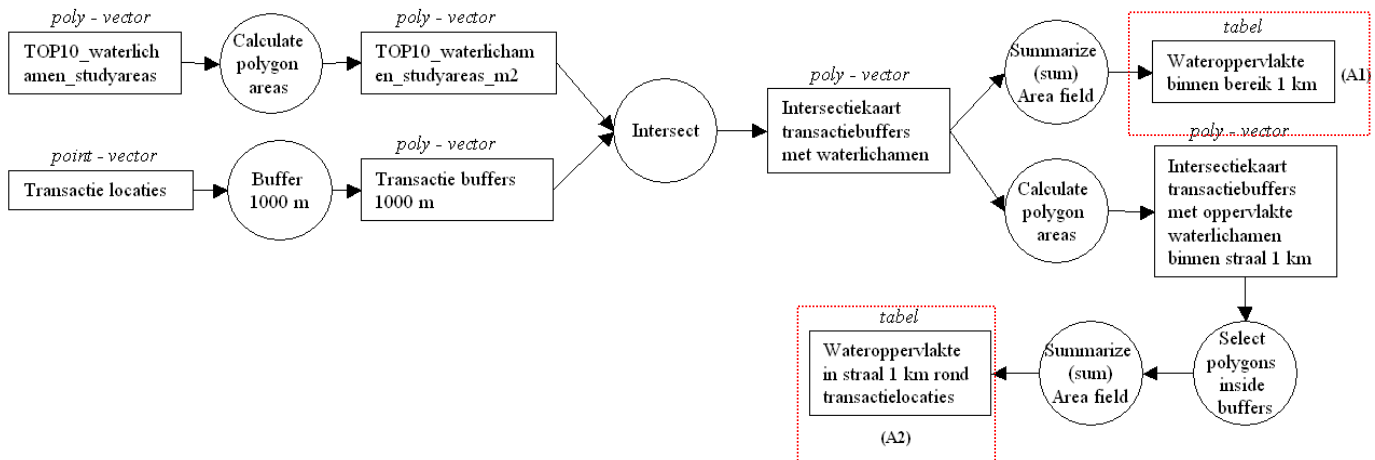 poly - vector
TOP10_waterlich
amen_studyareas
Calculate
polygon
areas
poly - vector
TOP10_waterlicham
en_studyareas_m2
point - vector
Transactie locaties
Buffer
1000 m
poly - vector
Transactie buffers
1000 m
Intersect
poly - vector
Intersectiekaart
transactiebuffers
met waterlichamen
Summarize
(sum)
Area field
tabel
Wateroppervlakte
binnen bereik 1 km
(A1)
Calculate
polygon
areas
poly - vector
Intersectiekaart
transactiebuffers
met oppervlakte
waterlichamen
binnen straal 1 km
Select
polygons
inside
buffers
Summarize
(sum)
Area field
tabel
Wateroppervlakte
in straal 1 km rond
transactielocaties
(A2)